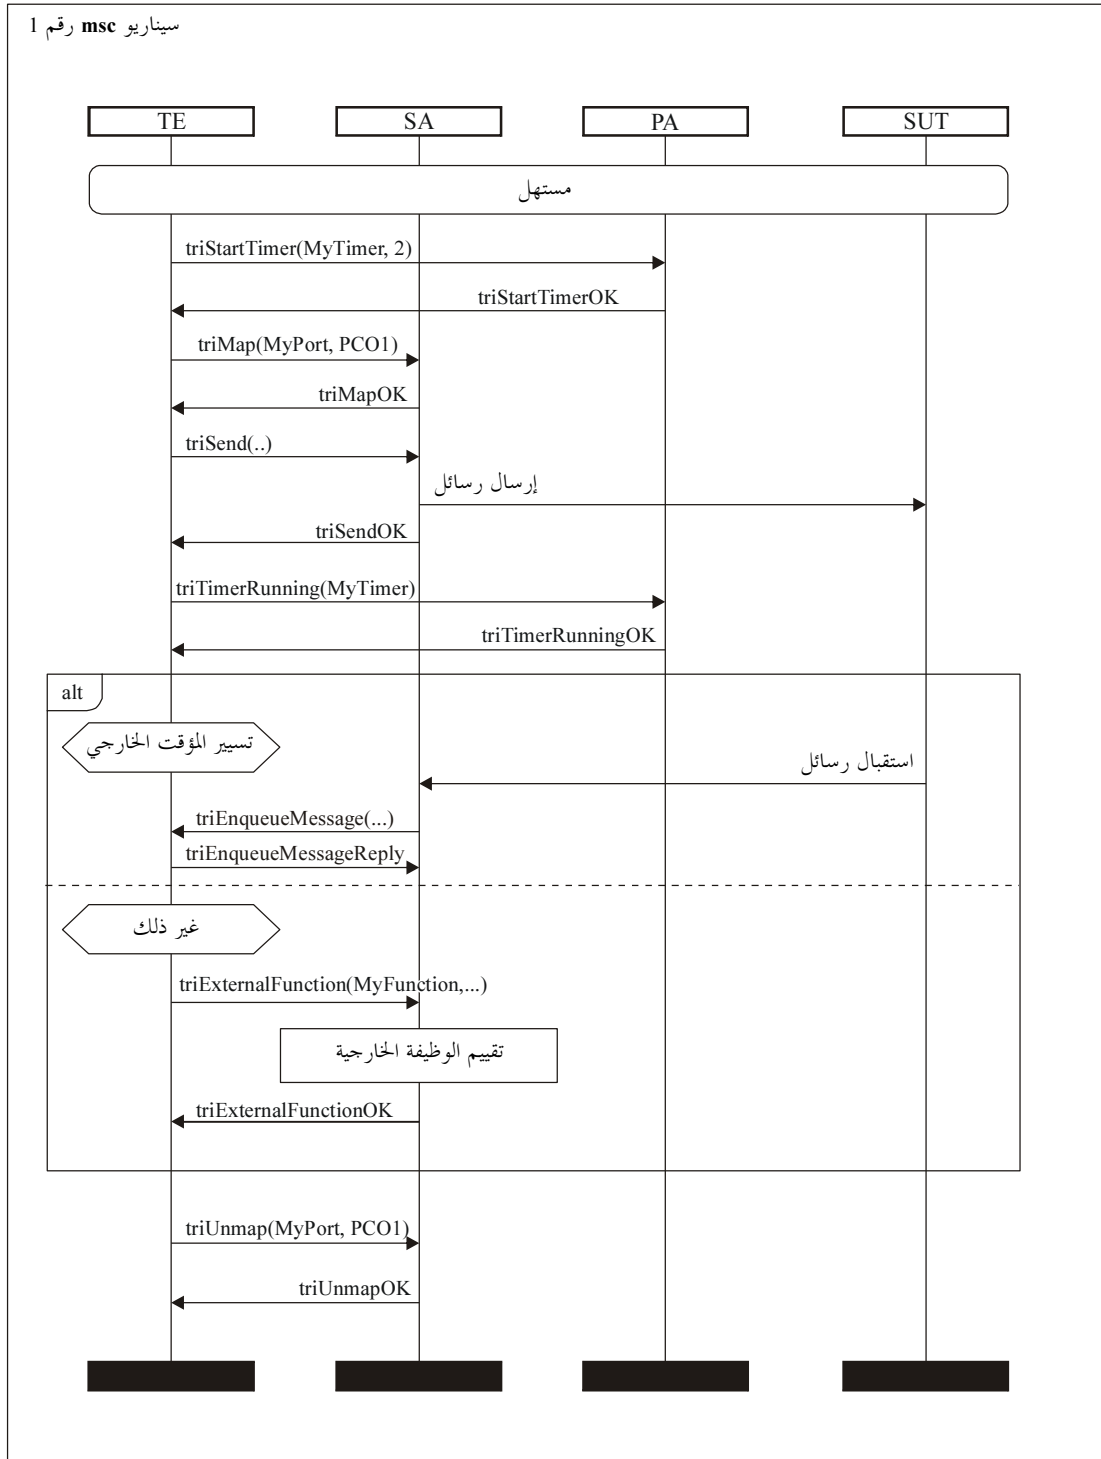 سيناريو msc رقم 1
TE
SA
PA
SUT
مستهل
triStartTimer(MyTimer, 2)
triStartTimerOK
triMap(MyPort, PCO1)
triMapOK
triSend(..)
إرسال رسائل
triSendOK
triTimerRunning(MyTimer)
triTimerRunningOK
alt
تسيير المؤقت الخارجي
استقبال رسائل
triEnqueueMessage(...)
triEnqueueMessageReply
غير ذلك
triExternalFunction(MyFunction,...)
تقييم الوظيفة الخارجية
triExternalFunctionOK
triUnmap(MyPort, PCO1)
triUnmapOK